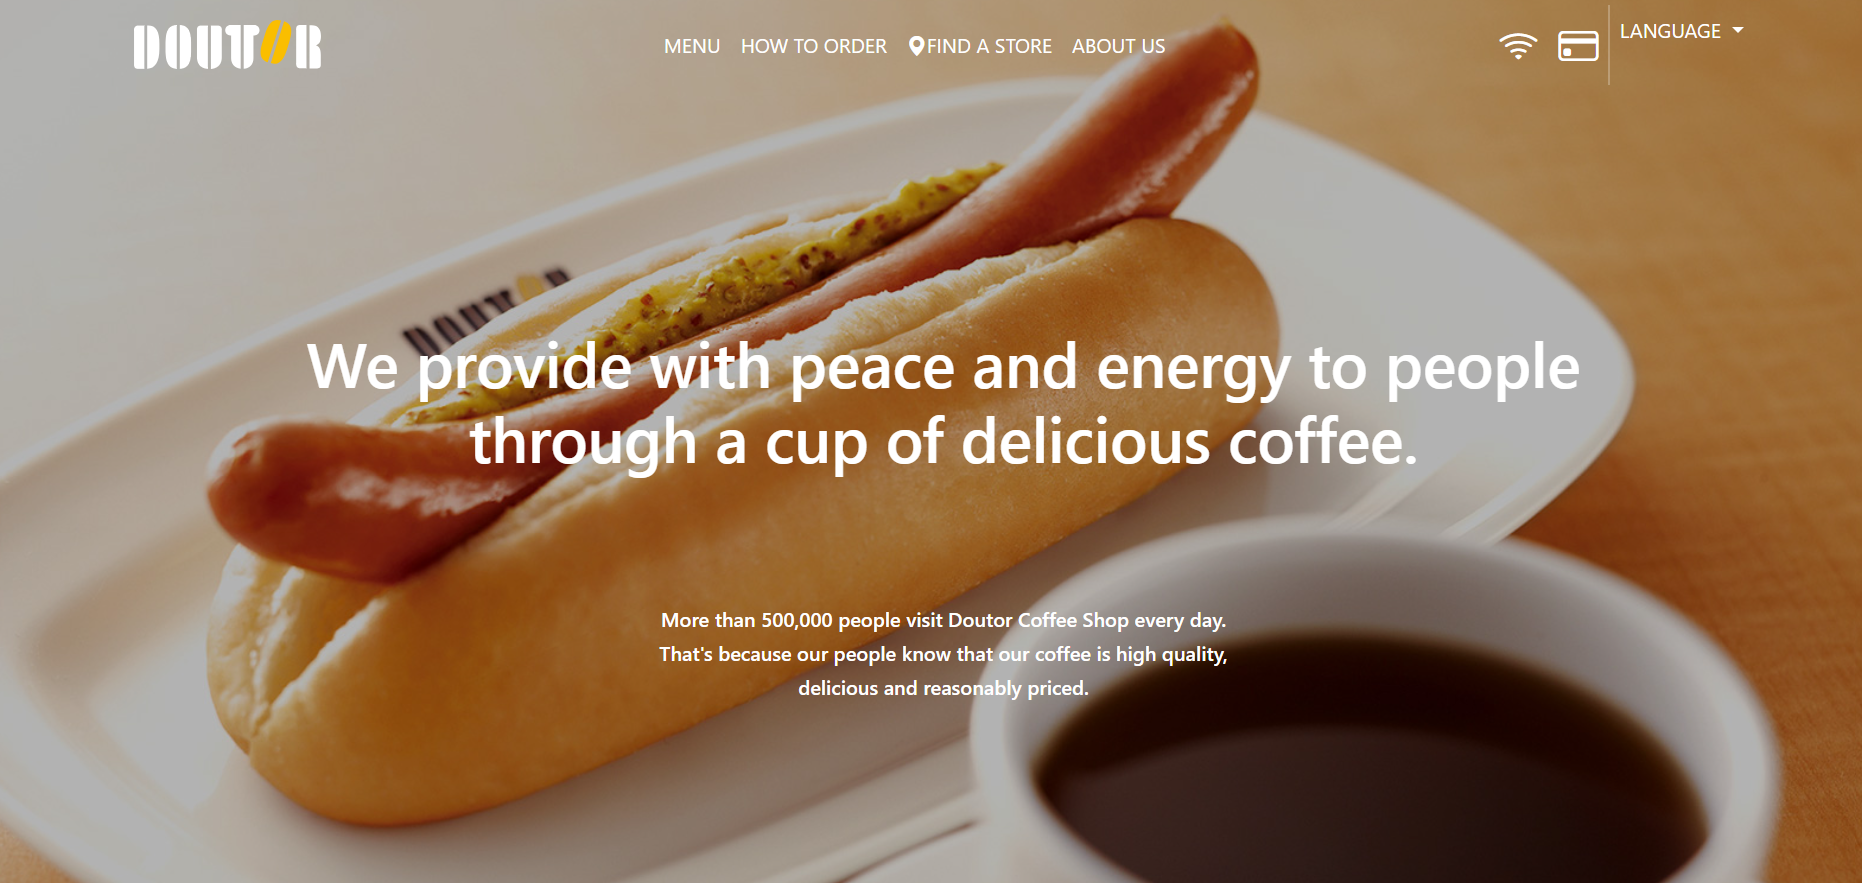 DOUTOR
MENU HOW TO ORDER FIND A STORE ABOUT US
LANGUAGE
DOUTOR
We provide with peace and energy to people
through a cup of delicious coffee.
More than 500,000 people visit Doutor Coffee Shop every day.
That's because our people know that our coffee is high quality,
delicious and reasonably priced.